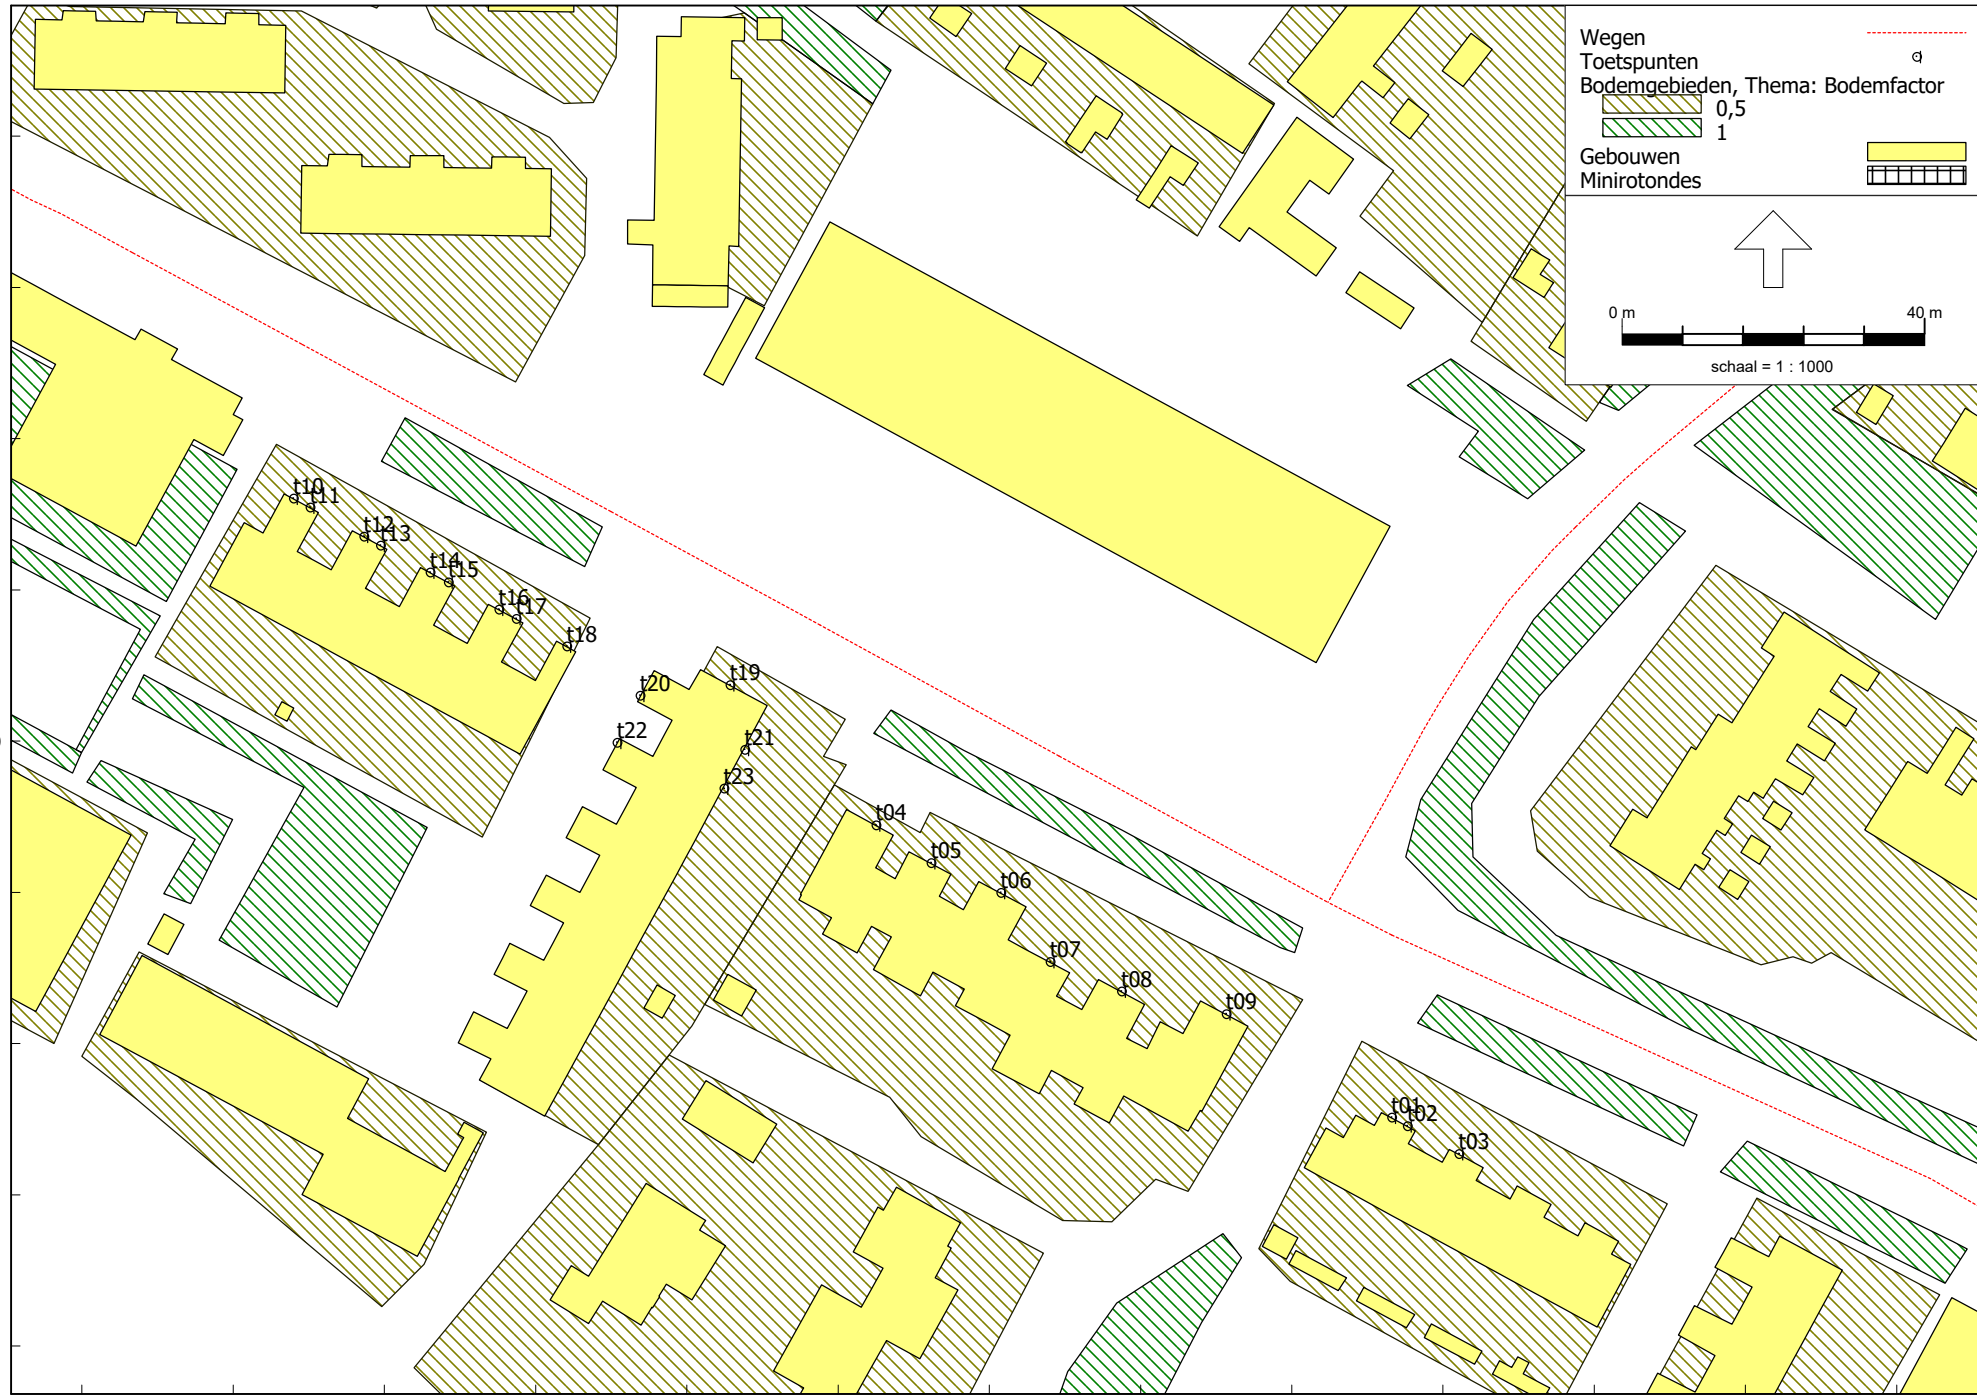 Wegen
Toetspunten
Bodemgebieden, Thema: Bodemfactor
0,5
1
Gebouwen
Minirotondes
0 m 40 m
schaal = 1 : 1000
t10
t11
t12
t13
t14
t15
t16
t17
t18
t19
t20
t21
t22
t23
t04
t05
t06
t07
t08
t09
t01
t02
t03